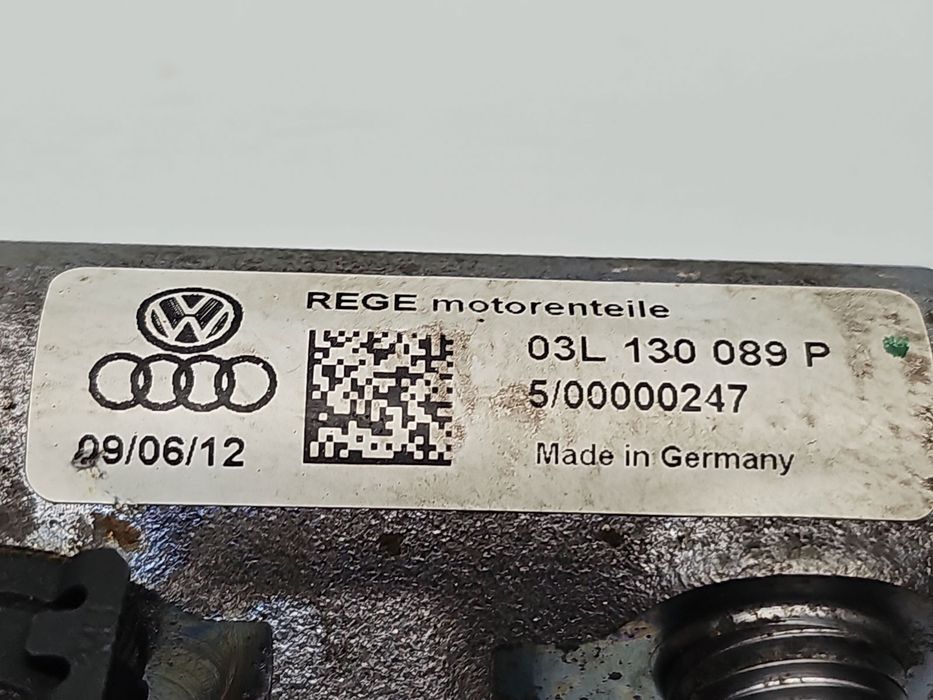 REGE motorenteile
03L 130 089 P
5/00000247
09/06/12
Made in Germany